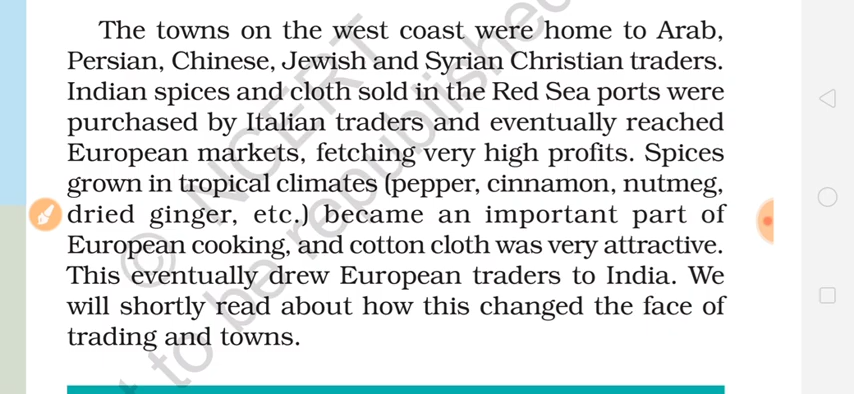 The towns on the west coast were home to Arab,
Persian, Chinese, Jewish and Syrian Christian traders.
Indian spices and cloth sold in the Red Sea ports were
purchased by Italian traders and eventually reached
European markets, fetching very high profits. Spices
grown in tropical climates (pepper, cinnamon, nutmeg,
dried ginger, etc.) became an important part of
European cooking, and cotton cloth was very attractive.
This eventually drew European traders to India. We
will shortly read about how this changed the face of
trading and towns.
© NCERT
t to be republished